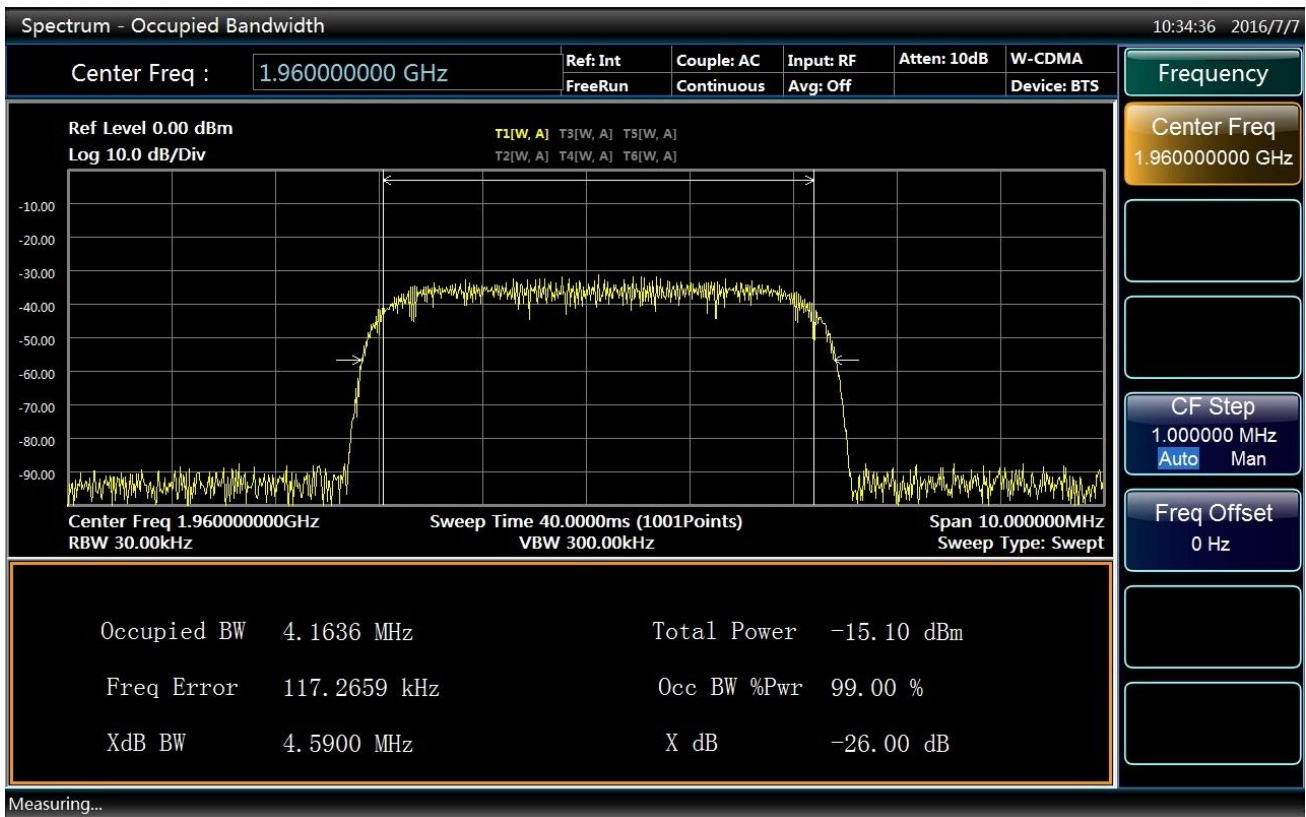 Spectrum - Occupied Bandwidth
10:34:36 2016/7/7
Center Freq : 1.960000000 GHz
Ref: Int Couple: AC Input: RF Atten: 10dB W-CDMA
FreeRun Continuous Avg: Off Device: BTS
Frequency
Center Freq
1.960000000 GHz
Ref Level 0.00 dBm
Log 10.0 dB/Div
T1[W, A] T3[W, A] T5[W, A]
T2[W, A] T4[W, A] T6[W, A]
-10.00
-20.00
-30.00
-40.00
-50.00
-60.00
-70.00
-80.00
-90.00
CF Step
1.000000 MHz
Auto Man
Freq Offset
0 Hz
Center Freq 1.960000000GHz Sweep Time 40.0000ms (1001Points) Span 10.000000MHz
RBW 30.00kHz VBW 300.00kHz Sweep Type: Swept
Occupied BW 4.1636 MHz Total Power -15.10 dBm
Freq Error 117.2659 kHz Occ BW %Pwr 99.00 %
XdB BW 4.5900 MHz X dB -26.00 dB
Measuring...